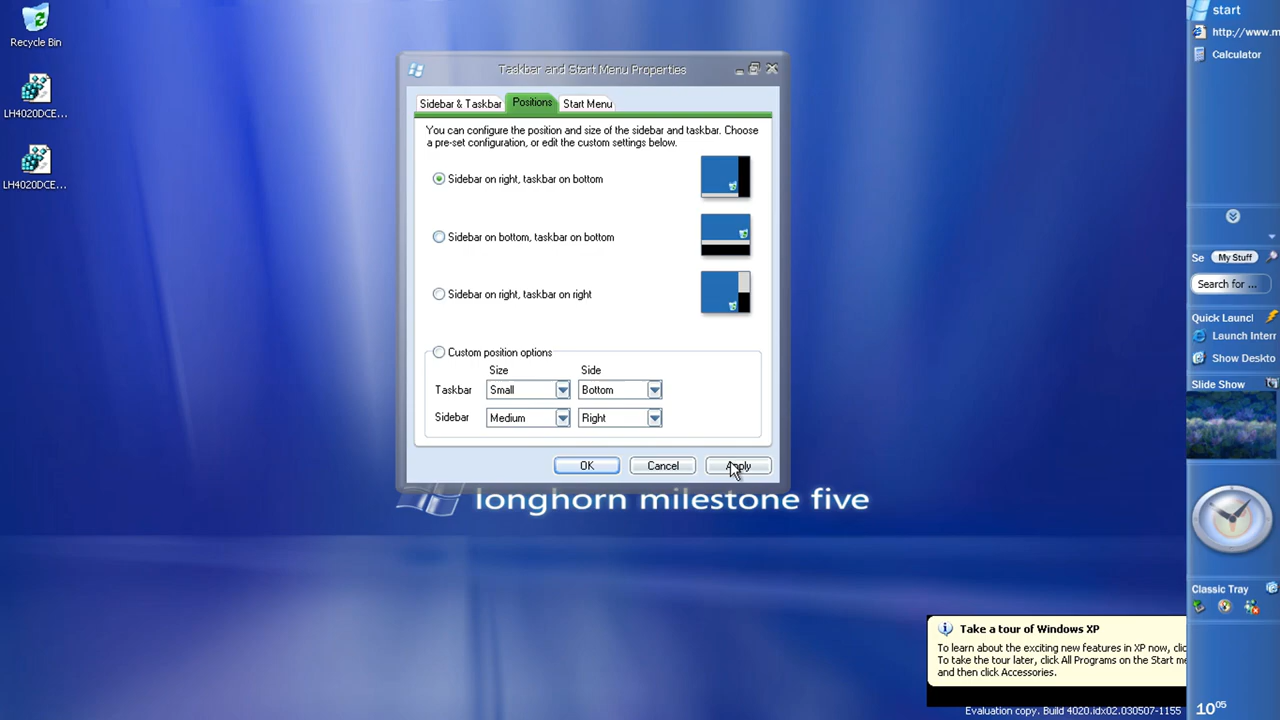 Recycle Bin
LH4020DCE...
LH4020DCE...
Taskbar and Start Menu Properties
Sidebar & Taskbar
Positions
Start Menu
You can configure the position and size of the sidebar and taskbar. Choose
a pre-set configuration, or edit the custom settings below.
Sidebar on right, taskbar on bottom
Sidebar on bottom, taskbar on bottom
Sidebar on right, taskbar on right
Custom position options
Size Side
Taskbar Small Bottom
Sidebar Medium Right
OK Cancel Apply
longhorn milestone five
start
http://www.m
Calculator
Se My Stuff
Search for ...
Quick Launcl
Launch Intern
Show Deskto
Slide Show
Classic Tray
Take a tour of Windows XP
To learn about the exciting new features in XP now, clic
To take the tour later, click All Programs on the Start me
and then click Accessories.
Evaluation copy. Build 4020.idx02.030507-1155
10 05